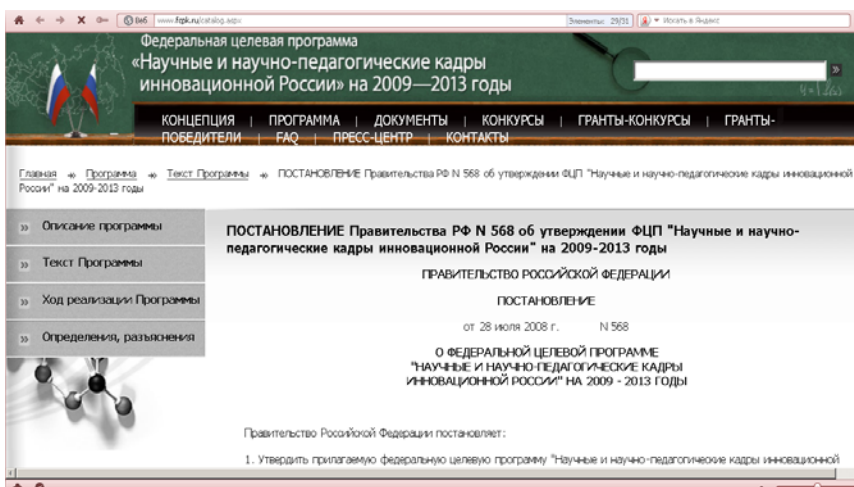 Веб www.fcpk.ru/catalog.aspx Элементы: 29/31 Искать в Яндекс
Федеральная целевая программа
«Научные и научно-педагогические кадры
инновационной России» на 2009—2013 годы
КОНЦЕПЦИЯ | ПРОГРАММА | ДОКУМЕНТЫ | КОНКУРСЫ | ГРАНТЫ-КОНКУРСЫ | ГРАНТЫ-
ПОБЕДИТЕЛИ | FAQ | ПРЕСС-ЦЕНТР | КОНТАКТЫ
Главная Программа Текст Программы ПОСТАНОВЛЕНИЕ Правительства РФ N 568 об утверждении ФЦП "Научные и научно-педагогические кадры инновационной
России" на 2009-2013 годы
Описание программы
Текст Программы
Ход реализации Программы
Определения, разъяснения
ПОСТАНОВЛЕНИЕ Правительства РФ N 568 об утверждении ФЦП "Научные и научно-
педагогические кадры инновационной России" на 2009-2013 годы
ПРАВИТЕЛЬСТВО РОССИЙСКОЙ ФЕДЕРАЦИИ
ПОСТАНОВЛЕНИЕ
от 28 июля 2008 г. N 568
О ФЕДЕРАЛЬНОЙ ЦЕЛЕВОЙ ПРОГРАММЕ
"НАУЧНЫЕ И НАУЧНО-ПЕДАГОГИЧЕСКИЕ КАДРЫ
ИННОВАЦИОННОЙ РОССИИ" НА 2009 - 2013 ГОДЫ
Правительство Российской Федерации постановляет:
1. Утвердить прилагаемую федеральную целевую программу "Научные и научно-педагогические кадры инновационной